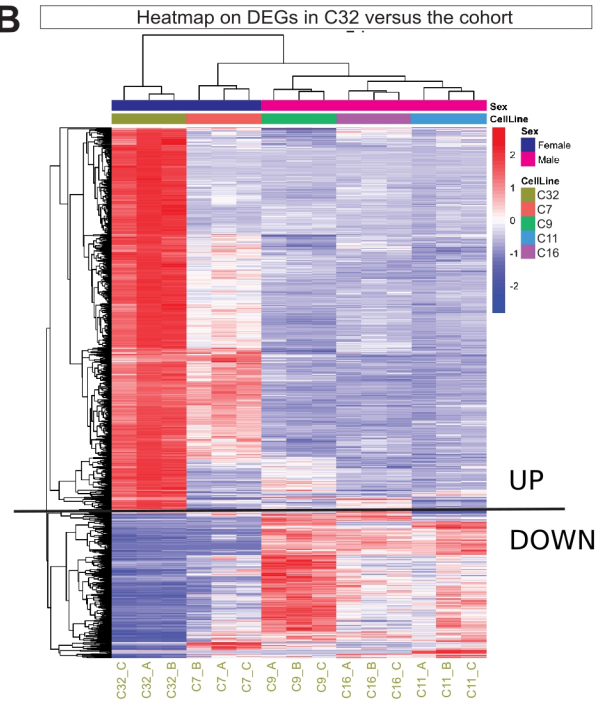 B
Heatmap on DEGs in C32 versus the cohort
Sex
CellLine
Sex
Female
Male
CellLine
C32
C7
C9
C11
C16
2
1
0
-1
-2
UP
DOWN
C32_C
C32_A
C32_B
C7_B
C7_A
C7_C
C9_A
C9_B
C9_C
C16_A
C16_B
C16_C
C11_A
C11_B
C11_C